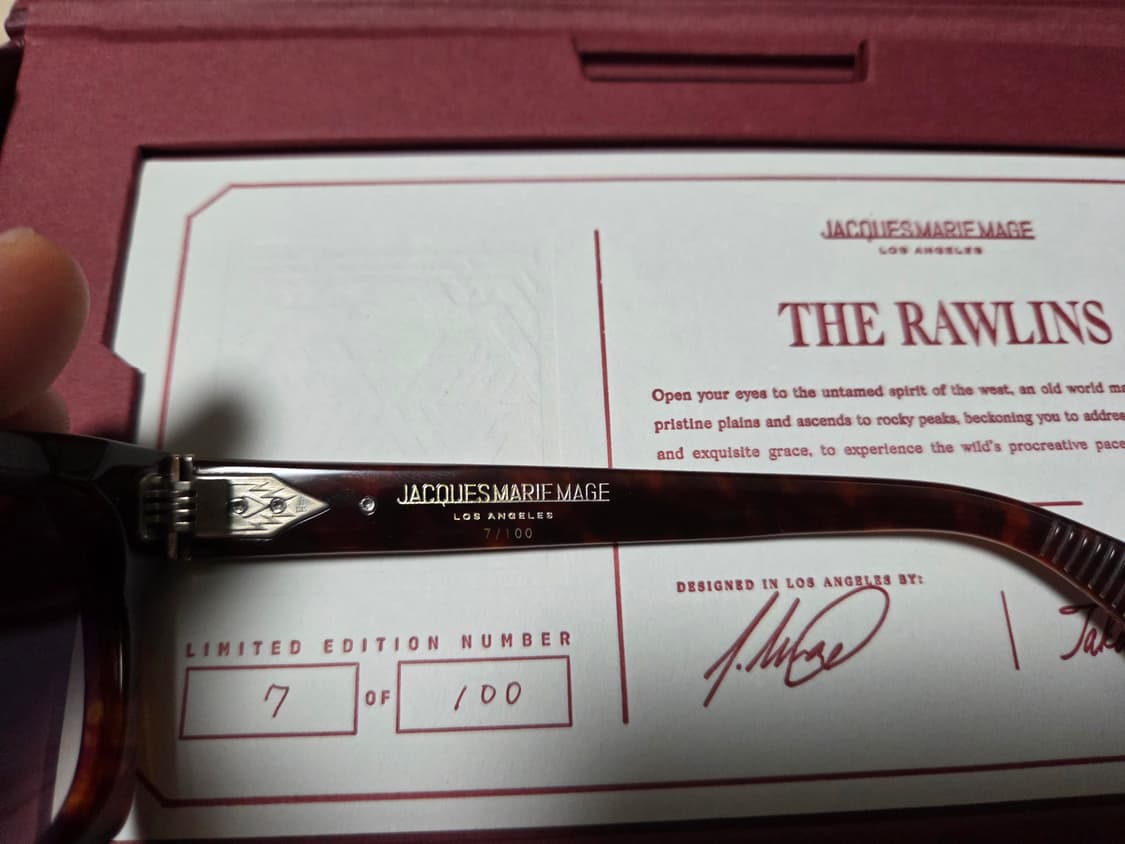 JACQUESMARIEMAGE
LOS ANGELES
THE RAWLINS
Open your eyes to the untamed spirit of the west, an old world
pristine plains and ascends to rocky peaks, beckoning you to
and exquisite grace, to experience the wild's procreative
JACQUESMARIEMAGE
LOS ANGELES
7/100
DESIGNED IN LOS ANGELES BY:
J. Mage
LIMITED EDITION NUMBER
7 OF 100